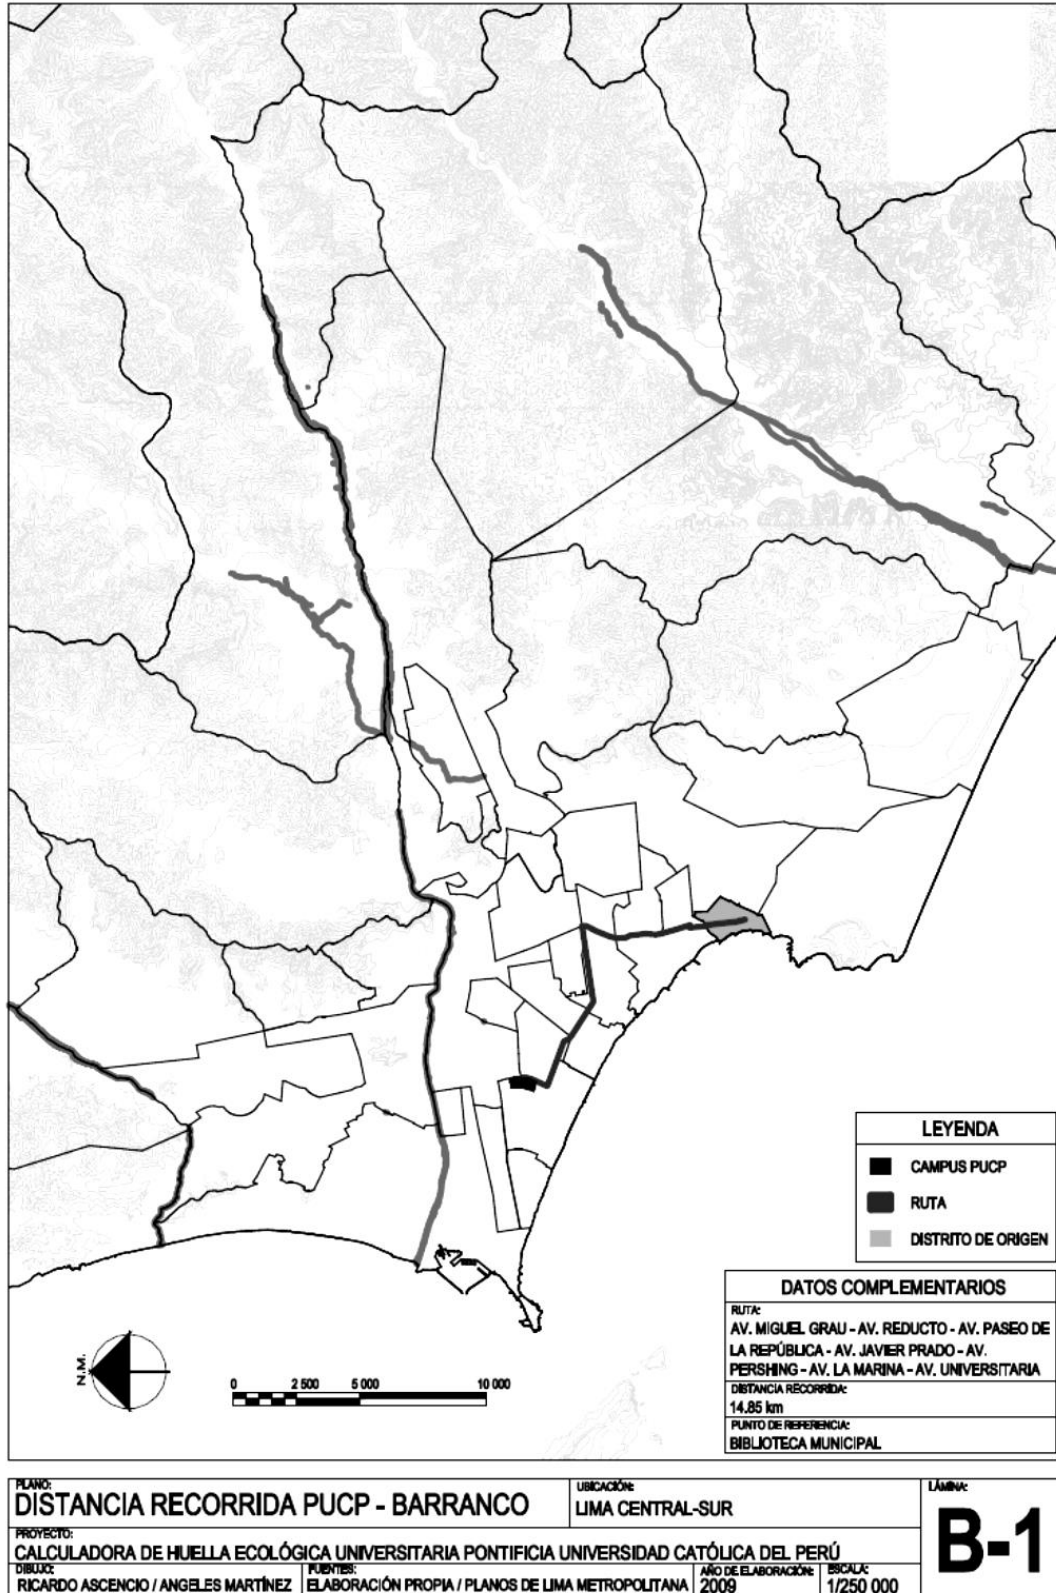 LEYENDA
CAMPUS PUCP
RUTA
DISTRITO DE ORIGEN
DATOS COMPLEMENTARIOS
RUTA:
AV. MIGUEL GRAU - AV. REDUCTO - AV. PASEO DE
LA REPÚBLICA - AV. JAVIER PRADO - AV.
PERSHING - AV. LA MARINA - AV. UNIVERSITARIA
DISTANCIA RECORRIDA:
14.85 km
PUNTO DE REFERENCIA:
BIBLIOTECA MUNICIPAL
N.M.
0 2 500 5 000 10 000
PLANO:
DISTANCIA RECORRIDA PUCP - BARRANCO
UBICACIÓN:
LIMA CENTRAL-SUR
LÁMINA:
B-1
PROYECTO:
CALCULADORA DE HUELLA ECOLÓGICA UNIVERSITARIA PONTIFICIA UNIVERSIDAD CATÓLICA DEL PERÚ
DIBUJO:
RICARDO ASCENCIO / ANGELES MARTÍNEZ
FUENTES:
ELABORACIÓN PROPIA / PLANOS DE LIMA METROPOLITANA
AÑO DE ELABORACIÓN:
2009
ESCALA:
1/250 000